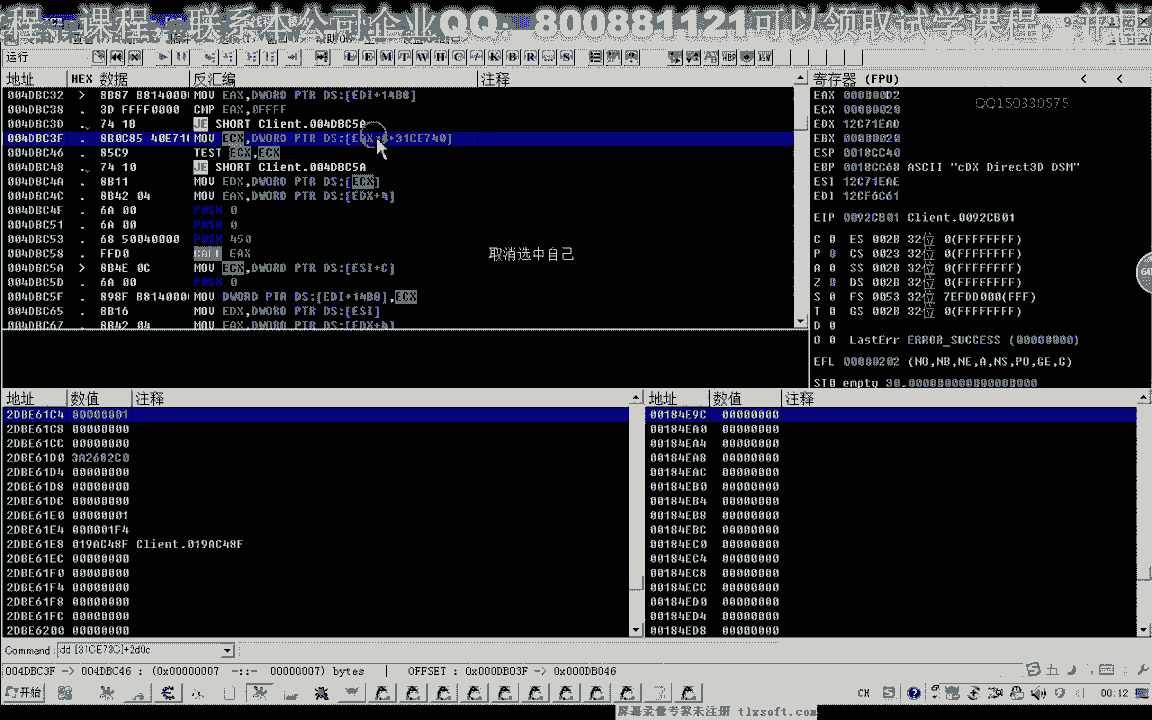 程，课程，联系本公司企业QQ：800881121可以领取试学课程，并
QQ150330575
运行
地址 HEX 数据 反汇编 注释
004DBC32 > 8B87 B8140000 MOV EAX,DWORD PTR DS:[EDI+14B8]
004DBC38 . 3D FFFF0000 CMP EAX,0FFFF
004DBC3D . 74 1B JE SHORT Client.004DBC5A
004DBC3F . 8B0C85 40E71C MOV ECX,DWORD PTR DS:[EAX*4+31CE740]
004DBC46 . 85C9 TEST ECX,ECX
004DBC48 . 74 10 JE SHORT Client.004DBC5A
004DBC4A . 8B11 MOV EDX,DWORD PTR DS:[ECX]
004DBC4C . 8B42 04 MOV EAX,DWORD PTR DS:[EDX+4]
004DBC4F . 6A 00 PUSH 0
004DBC51 . 6A 00 PUSH 0
004DBC53 . 68 50040000 PUSH 450
004DBC58 . FFD0 CALL EAX
004DBC5A > 8B4E 0C MOV ECX,DWORD PTR DS:[ESI+C]
004DBC5D . 6A 00 PUSH 0
004DBC5F . 898F B8140000 MOV DWORD PTR DS:[EDI+14B8],ECX
004DBC65 . 8B16 MOV EDX,DWORD PTR DS:[ESI]
004DBC67 . 8B42 04 MOV EAX,DWORD PTR DS:[EDX+4]
取消选中自己
寄存器 (FPU) < <
EAX 000B00D2
ECX 00000020
EDX 12C71EA0
EBX 00000020
ESP 0018CC40
EBP 0018CC68 ASCII "cDX Direct3D DSM"
ESI 12C71EAE
EDI 12CF6C61
EIP 0092CB01 Client.0092CB01
C 0 ES 002B 32位 0(FFFFFFFF)
P 0 CS 0023 32位 0(FFFFFFFF)
A 0 SS 002B 32位 0(FFFFFFFF)
Z 0 DS 002B 32位 0(FFFFFFFF)
S 0 FS 0053 32位 7EFDD000(FFF)
T 0 GS 002B 32位 0(FFFFFFFF)
D 0
O 0 LastErr ERROR_SUCCESS (00000000)
EFL 00000202 (NO,NB,NE,A,NS,PO,GE,G)
60
地址 数值 注释
2DBE61C4 00000001
2DBE61C8 00000000
2DBE61CC 00000000
2DBE61D0 3A2682C0
2DBE61D4 00000000
2DBE61D8 00000000
2DBE61DC 00000000
2DBE61E0 00000001
2DBE61E4 000001F4
2DBE61E8 019AC48F Client.019AC48F
2DBE61EC 00000000
2DBE61F0 00000000
2DBE61F4 00000000
2DBE61F8 00000000
2DBE61FC 00000000
2DBE6200 00000000
地址 数值 注释
00184E9C 00000000
00184EA0 00000000
00184EA4 00000000
00184EA8 00000000
00184EAC 00000000
00184EB0 00000000
00184EB4 00000000
00184EB8 00000000
00184EBC 00000000
00184EC0 00000000
00184EC4 00000000
00184EC8 00000000
00184ECC 00000000
00184ED0 00000000
00184ED4 00000000
00184ED8 00000000
Command : dd [31CE73C]+2d0c
004DBC3F -> 004DBC46 : (0x00000007 -::- 00000007) bytes | OFFSET : 0x000DB03F -> 0x000DB046
开始
CH 00:12
屏幕录像专家未注册 tlxsoft.com